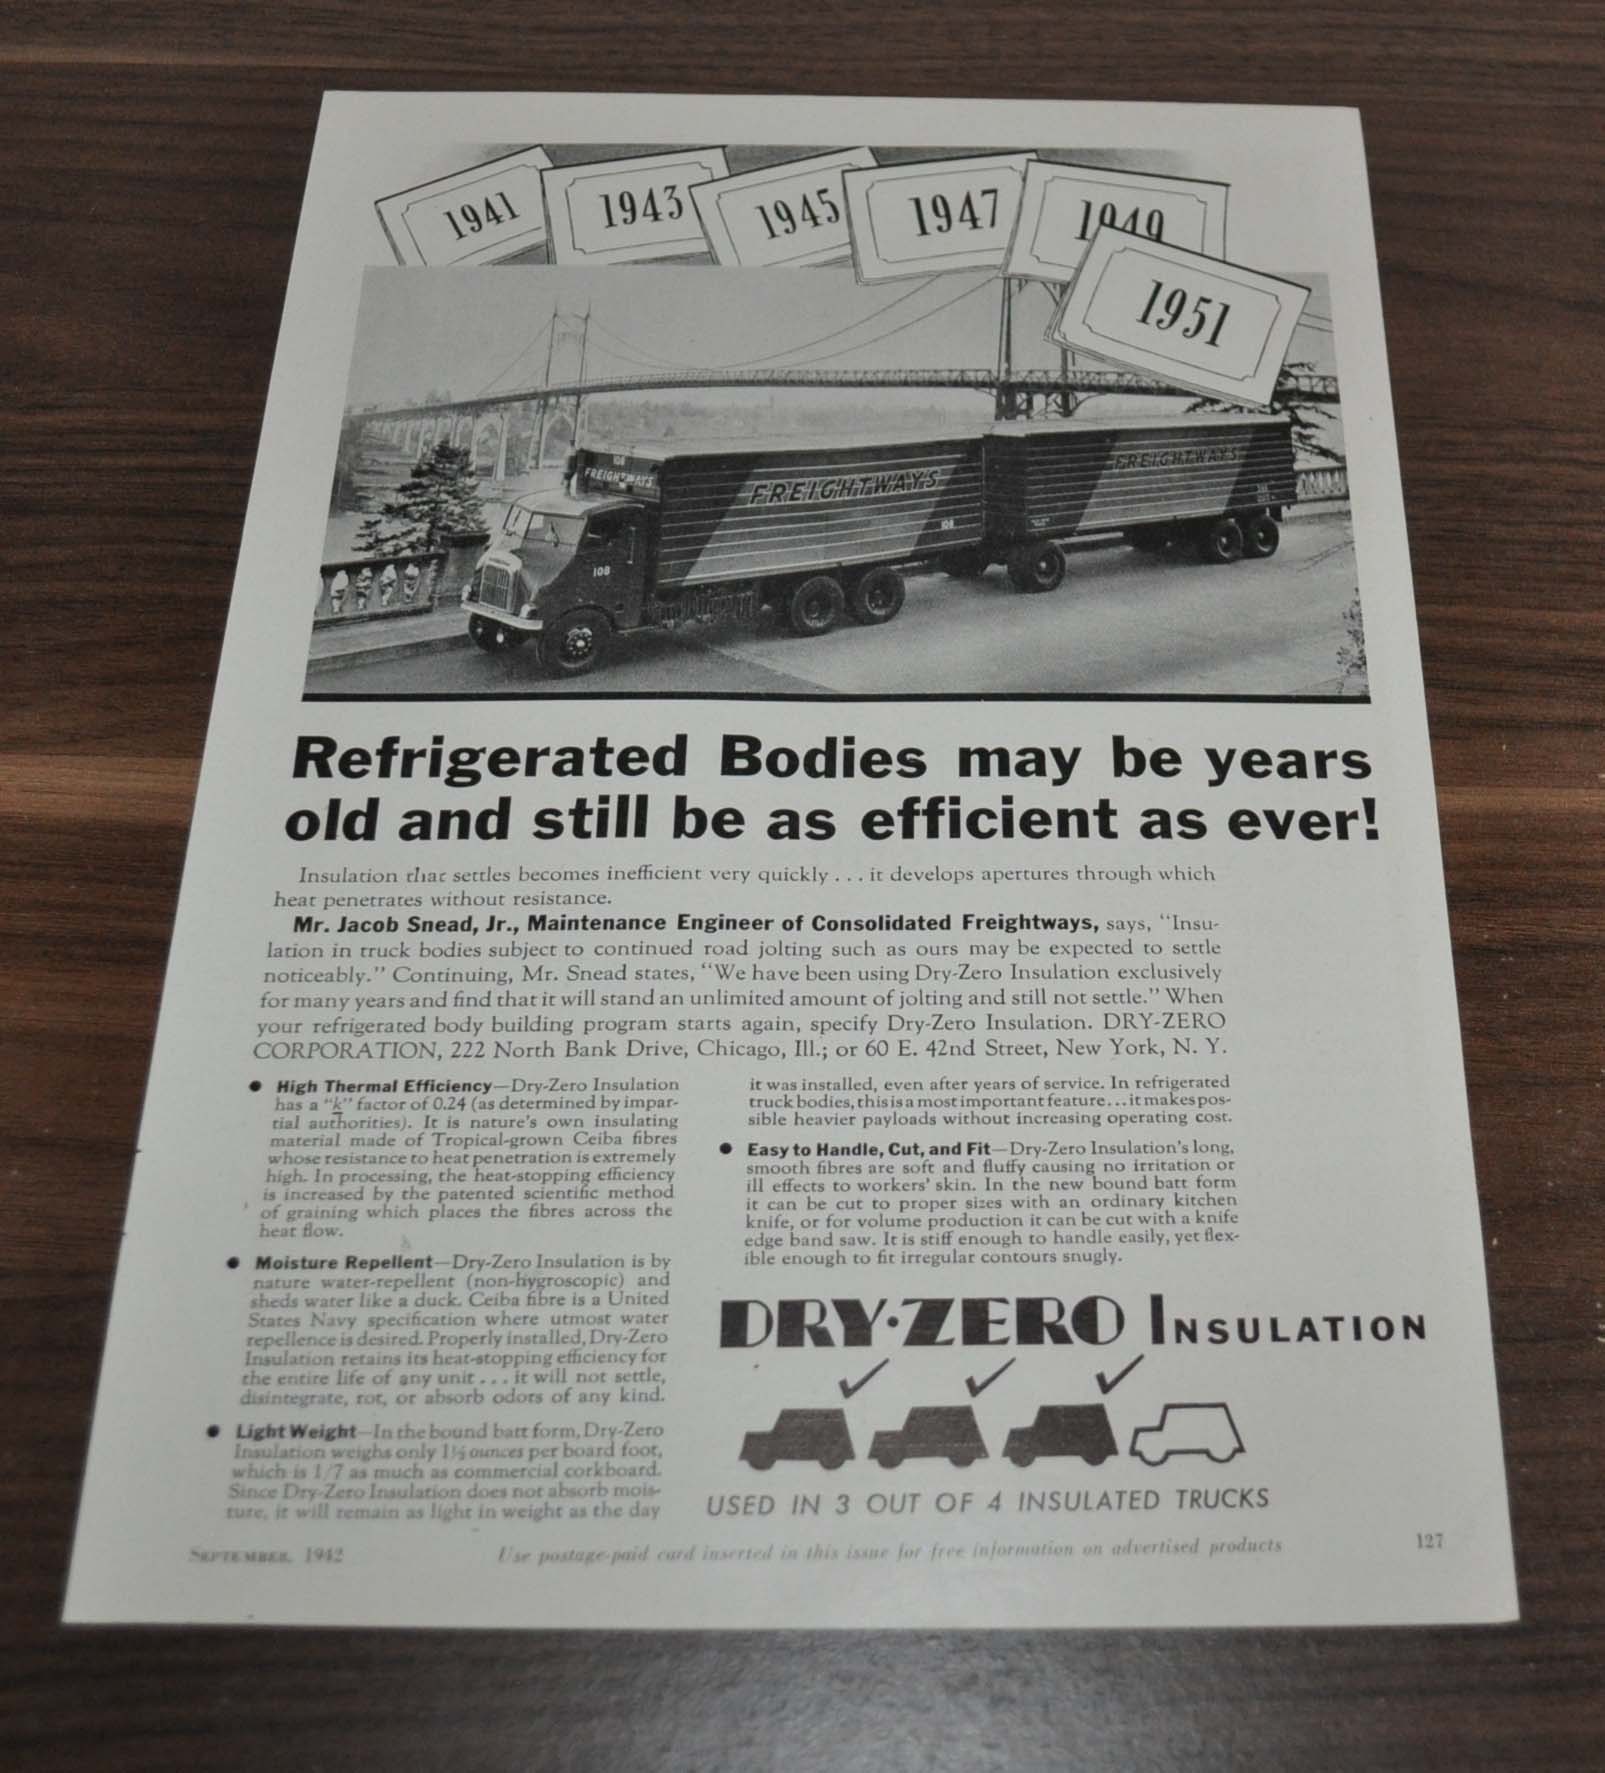 1941
1943
1945
1947
1949
1951
108
FREIGHTWAYS
FREIGHTWAYS
108
FREIGHTWAYS
108
Refrigerated Bodies may be years
old and still be as efficient as ever!
Insulation that settles becomes inefficient very quickly . . . it develops apertures through which
heat penetrates without resistance.
Mr. Jacob Snead, Jr., Maintenance Engineer of Consolidated Freightways, says, "Insu-
lation in truck bodies subject to continued road jolting such as ours may be expected to settle
noticeably." Continuing, Mr. Snead states, "We have been using Dry-Zero Insulation exclusively
for many years and find that it will stand an unlimited amount of jolting and still not settle." When
your refrigerated body building program starts again, specify Dry-Zero Insulation. DRY-ZERO
CORPORATION, 222 North Bank Drive, Chicago, Ill.; or 60 E. 42nd Street, New York, N. Y.
● High Thermal Efficiency—Dry-Zero Insulation
has a "k" factor of 0.24 (as determined by impar-
tial authorities). It is nature's own insulating
material made of Tropical-grown Ceiba fibres
whose resistance to heat penetration is extremely
high. In processing, the heat-stopping efficiency
is increased by the patented scientific method
of graining which places the fibres across the
heat flow.
● Moisture Repellent—Dry-Zero Insulation is by
nature water-repellent (non-hygroscopic) and
sheds water like a duck. Ceiba fibre is a United
States Navy specification where utmost water
repellence is desired. Properly installed, Dry-Zero
Insulation retains its heat-stopping efficiency for
the entire life of any unit . . . it will not settle,
disintegrate, rot, or absorb odors of any kind.
● Light Weight—In the bound batt form, Dry-Zero
Insulation weighs only ounces per board foot,
which is 1/7 as much as commercial corkboard.
Since Dry-Zero Insulation does not absorb mois-
ture, it will remain as light in weight as the day
it was installed, even after years of service. In refrigerated
truck bodies, this is a most important feature . . . it makes pos-
sible heavier payloads without increasing operating cost.
● Easy to Handle, Cut, and Fit—Dry-Zero Insulation's long,
smooth fibres are soft and fluffy causing no irritation or
ill effects to workers' skin. In the new bound batt form
it can be cut to proper sizes with an ordinary kitchen
knife, or for volume production it can be cut with a knife
edge band saw. It is stiff enough to handle easily, yet flex-
ible enough to fit irregular contours snugly.
DRY·ZERO INSULATION
USED IN 3 OUT OF 4 INSULATED TRUCKS
SEPTEMBER, 1942
Use postage-paid card inserted in this issue for free information on advertised products
127